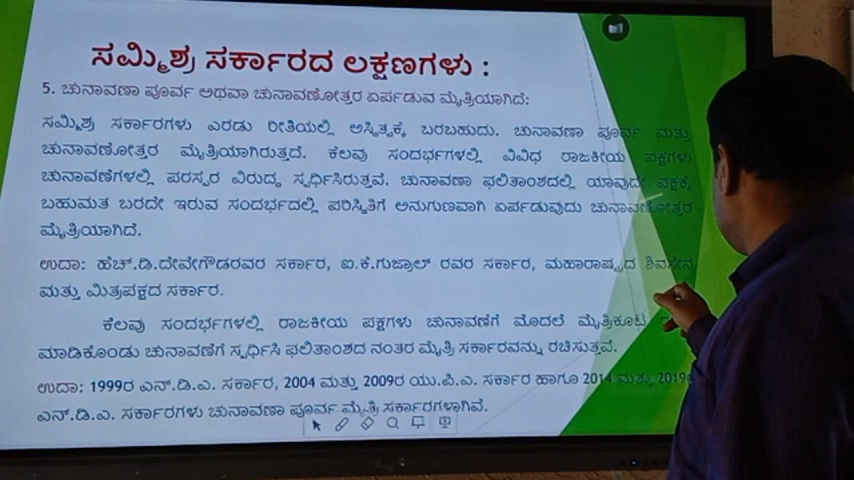 ಸಮ್ಮಿಶ್ರ ಸರ್ಕಾರದ ಲಕ್ಷಣಗಳು :
5. ಚುನಾವಣಾ ಪೂರ್ವ ಅಥವಾ ಚುನಾವಣೋತ್ತರ ಏರ್ಪಡುವ ಮೈತ್ರಿಯಾಗಿದೆ:
ಸಮ್ಮಿಶ್ರ ಸರ್ಕಾರಗಳು ಎರಡು ರೀತಿಯಲ್ಲಿ ಅಸ್ತಿತ್ವಕ್ಕೆ ಬರಬಹುದು. ಚುನಾವಣಾ ಪೂರ್ವ ಮತ್ತು
ಚುನಾವಣೋತ್ತರ ಮೈತ್ರಿಯಾಗಿರುತ್ತದೆ. ಕೆಲವು ಸಂದರ್ಭಗಳಲ್ಲಿ ವಿವಿಧ ರಾಜಕೀಯ ಪಕ್ಷಗಳು
ಚುನಾವಣೆಗಳಲ್ಲಿ ಪರಸ್ಪರ ವಿರುದ್ಧ ಸ್ಪರ್ಧಿಸಿರುತ್ತವೆ. ಚುನಾವಣಾ ಫಲಿತಾಂಶದಲ್ಲಿ ಯಾವುದೇ ಪಕ್ಷಕ್ಕೆ
ಬಹುಮತ ಬರದೇ ಇರುವ ಸಂದರ್ಭದಲ್ಲಿ ಪರಿಸ್ಥಿತಿಗೆ ಅನುಗುಣವಾಗಿ ಏರ್ಪಡುವುದು ಚುನಾವಣೋತ್ತರ
ಮೈತ್ರಿಯಾಗಿದೆ.
ಉದಾ: ಹೆಚ್.ಡಿ.ದೇವೇಗೌಡರವರ ಸರ್ಕಾರ, ಐ.ಕೆ.ಗುಜ್ರಾಲ್ ರವರ ಸರ್ಕಾರ, ಮಹಾರಾಷ್ಟ್ರದ ಶಿವಸೇನ
ಮತ್ತು ಮಿತ್ರಪಕ್ಷದ ಸರ್ಕಾರ.
ಕೆಲವು ಸಂದರ್ಭಗಳಲ್ಲಿ ರಾಜಕೀಯ ಪಕ್ಷಗಳು ಚುನಾವಣೆಗೆ ಮೊದಲೆ ಮೈತ್ರಿಕೂಟ
ಮಾಡಿಕೊಂಡು ಚುನಾವಣೆಗೆ ಸ್ಪರ್ಧಿಸಿ ಫಲಿತಾಂಶದ ನಂತರ ಮೈತ್ರಿ ಸರ್ಕಾರವನ್ನು ರಚಿಸುತ್ತವೆ.
ಉದಾ: 1999ರ ಎನ್.ಡಿ.ಎ. ಸರ್ಕಾರ, 2004 ಮತ್ತು 2009ರ ಯು.ಪಿ.ಎ. ಸರ್ಕಾರ ಹಾಗೂ 2014 ಮತ್ತು 2019ರ
ಎನ್.ಡಿ.ಎ. ಸರ್ಕಾರಗಳು ಚುನಾವಣಾ ಪೂರ್ವ ಮೈತ್ರಿ ಸರ್ಕಾರಗಳಾಗಿವೆ.